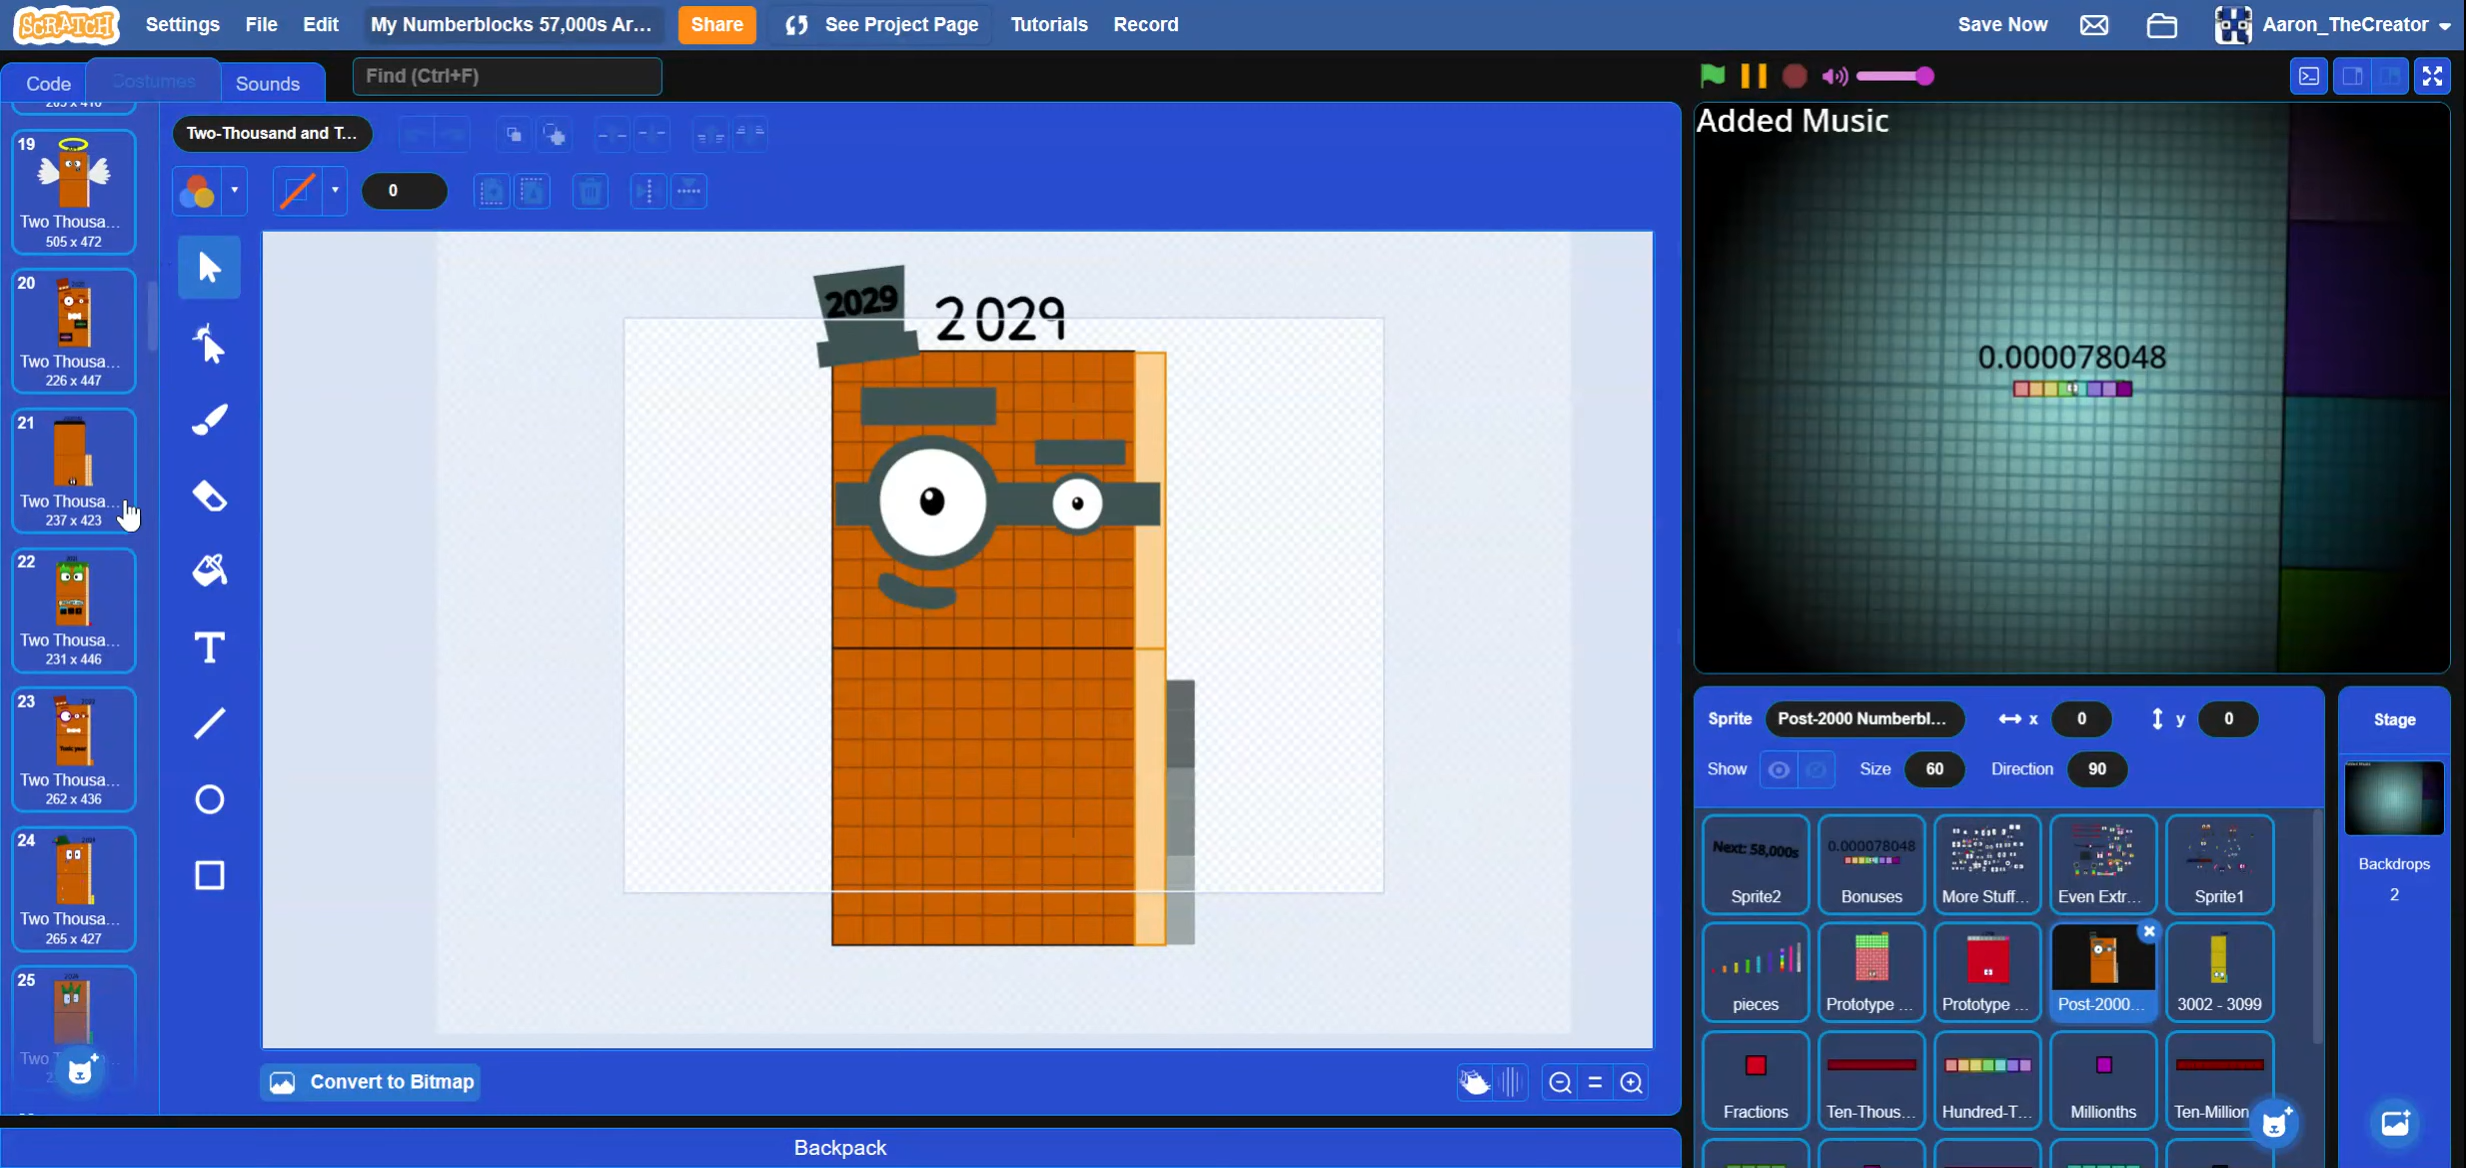 SCRATCH Settings File Edit My Numberblocks 57,000s Ar... Share See Project Page Tutorials Record Save Now Aaron_TheCreator
Code Costumes Sounds Find (Ctrl+F)
Two-Thousand and T...
0
19
Two Thousa...
505 x 472
20
Two Thousa...
226 x 447
21
Two Thousa...
237 x 423
22
Two Thousa...
231 x 446
23
Two Thousa...
262 x 436
24
Two Thousa...
265 x 427
25
2029
2029
Convert to Bitmap
Backpack
Added Music
0.000078048
Sprite Post-2000 Numberbl... x 0 y 0
Show Size 60 Direction 90
Next: 58,000s
Sprite2
0.000078048
Bonuses
More Stuff...
Even Extr...
Sprite1
pieces
Prototype ...
Prototype ...
Post-2000...
3002 - 3099
Fractions
Ten-Thous...
Hundred-T...
Millionths
Ten-Million
Stage
Backdrops
2